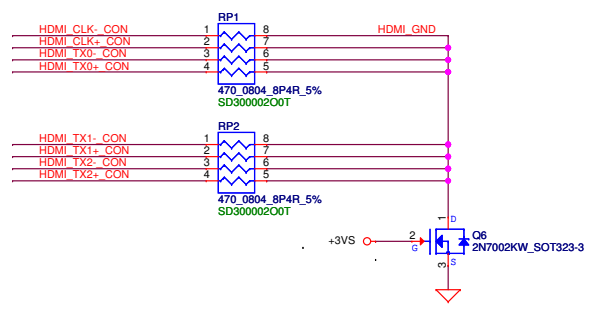 RP1
HDMI_CLK-_CON 1 8 HDMI_GND
HDMI_CLK+_CON 2 7
HDMI_TX0-_CON 3 6
HDMI_TX0+_CON 4 5
470_0804_8P4R_5%
SD300002O0T
RP2
HDMI_TX1-_CON 1 8
HDMI_TX1+_CON 2 7
HDMI_TX2-_CON 3 6
HDMI_TX2+_CON 4 5
470_0804_8P4R_5%
SD300002O0T
1 D
+3VS 2 G Q6
2N7002KW_SOT323-3
3 S